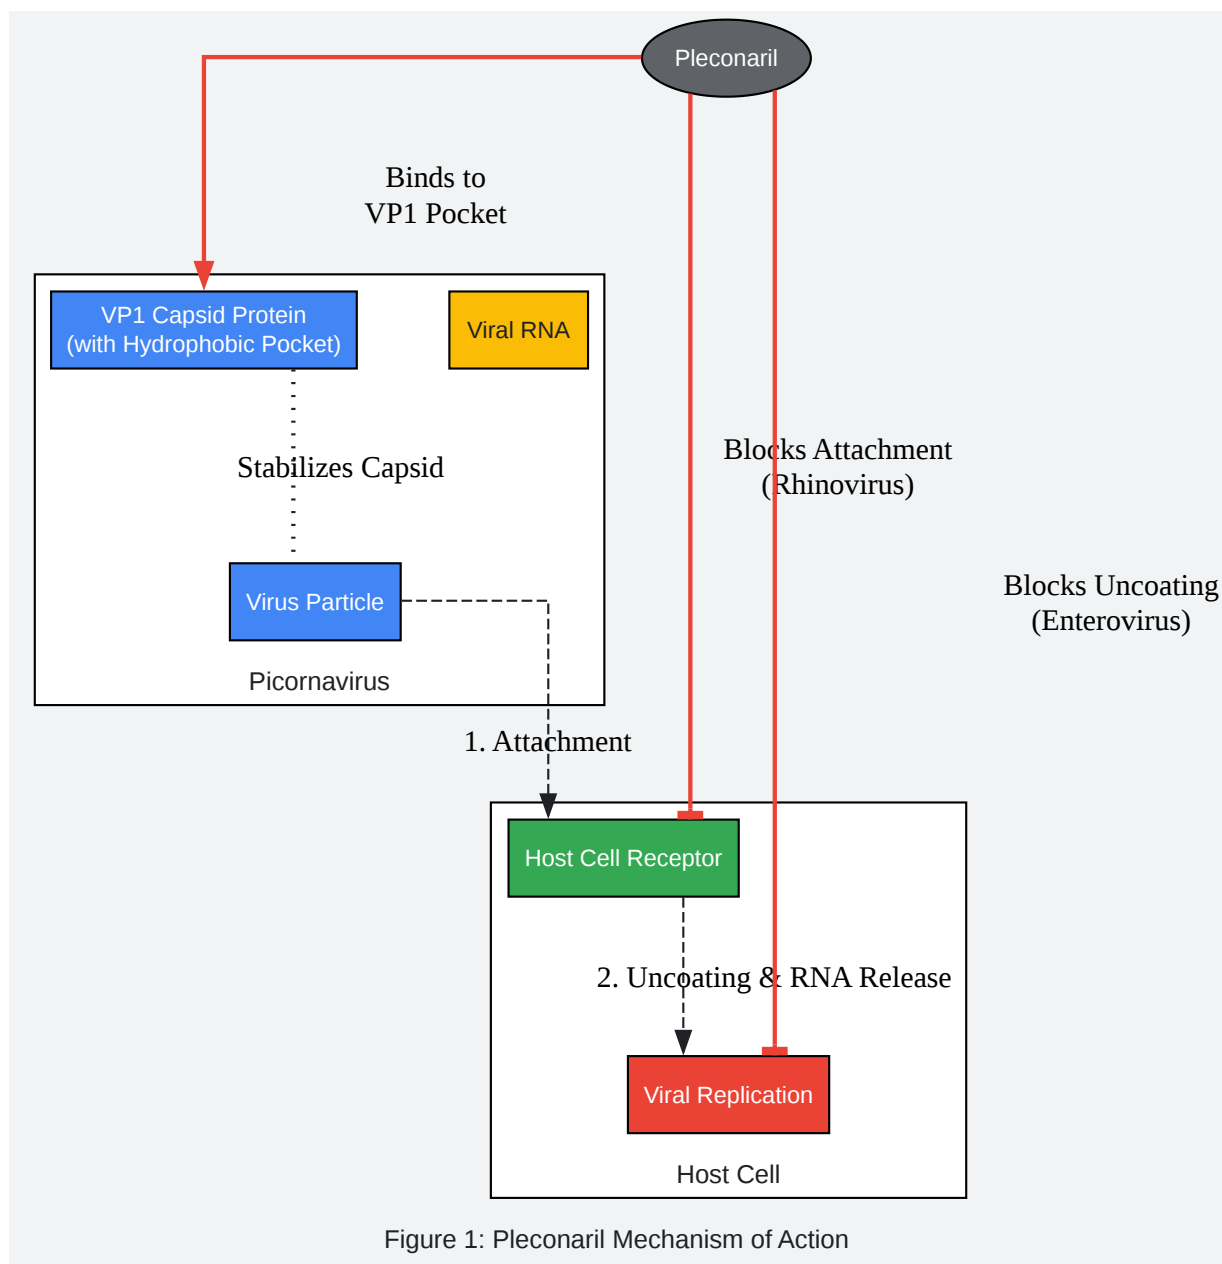 Pleconaril
Binds to
VP1 Pocket
VP1 Capsid Protein
(with Hydrophobic Pocket)
Viral RNA
Blocks Attachment
(Rhinovirus)
Stabilizes Capsid
Blocks Uncoating
(Enterovirus)
Virus Particle
Picornavirus
1. Attachment
Host Cell Receptor
2. Uncoating & RNA Release
Viral Replication
Host Cell
Figure 1: Pleconaril Mechanism of Action